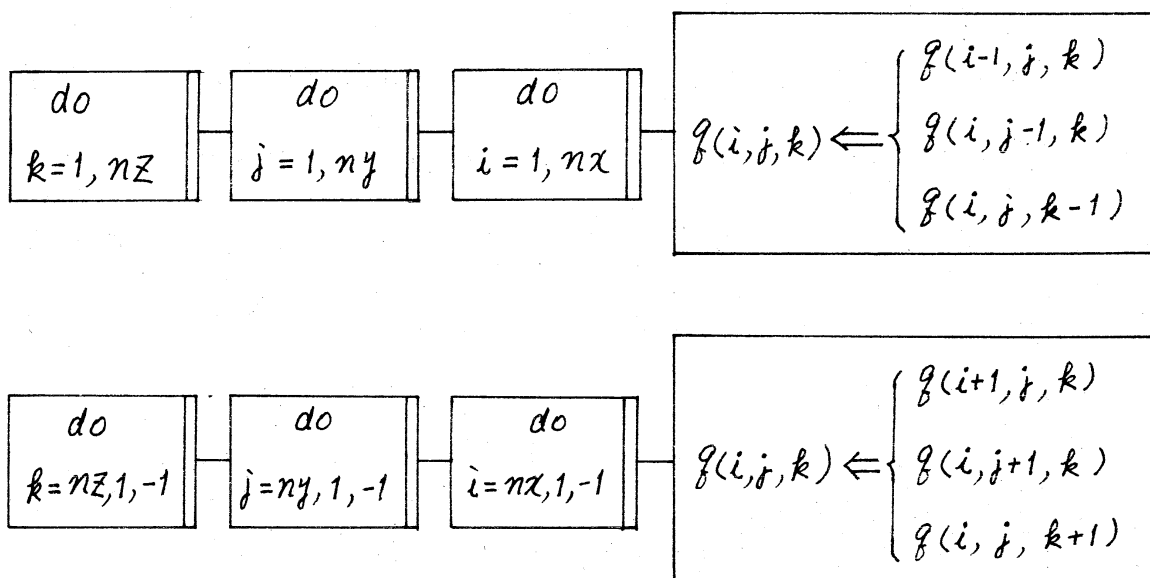 do
k=1, nz
do
j = 1, ny
do
i = 1, nx
q(i,j,k) ⇐ {
q(i-1, j, k)
q(i, j-1, k)
q(i, j, k-1)
do
k=nz,1,-1
do
j=ny,1,-1
do
i=nx,1,-1
q(i,j,k) ⇐ {
q(i+1, j, k)
q(i, j+1, k)
q(i, j, k+1)